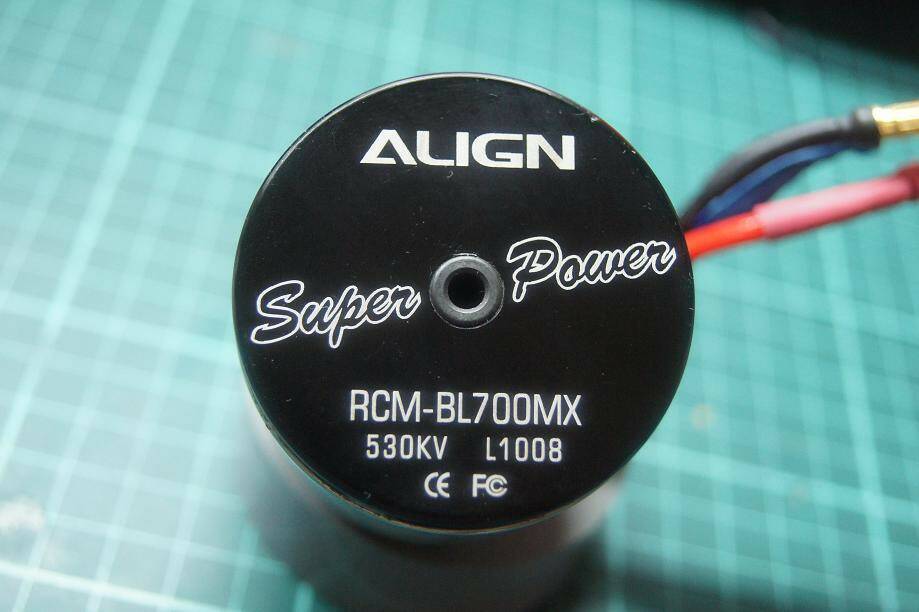 ALIGN
Super Power
RCM-BL700MX
530KV L1008
CE FC